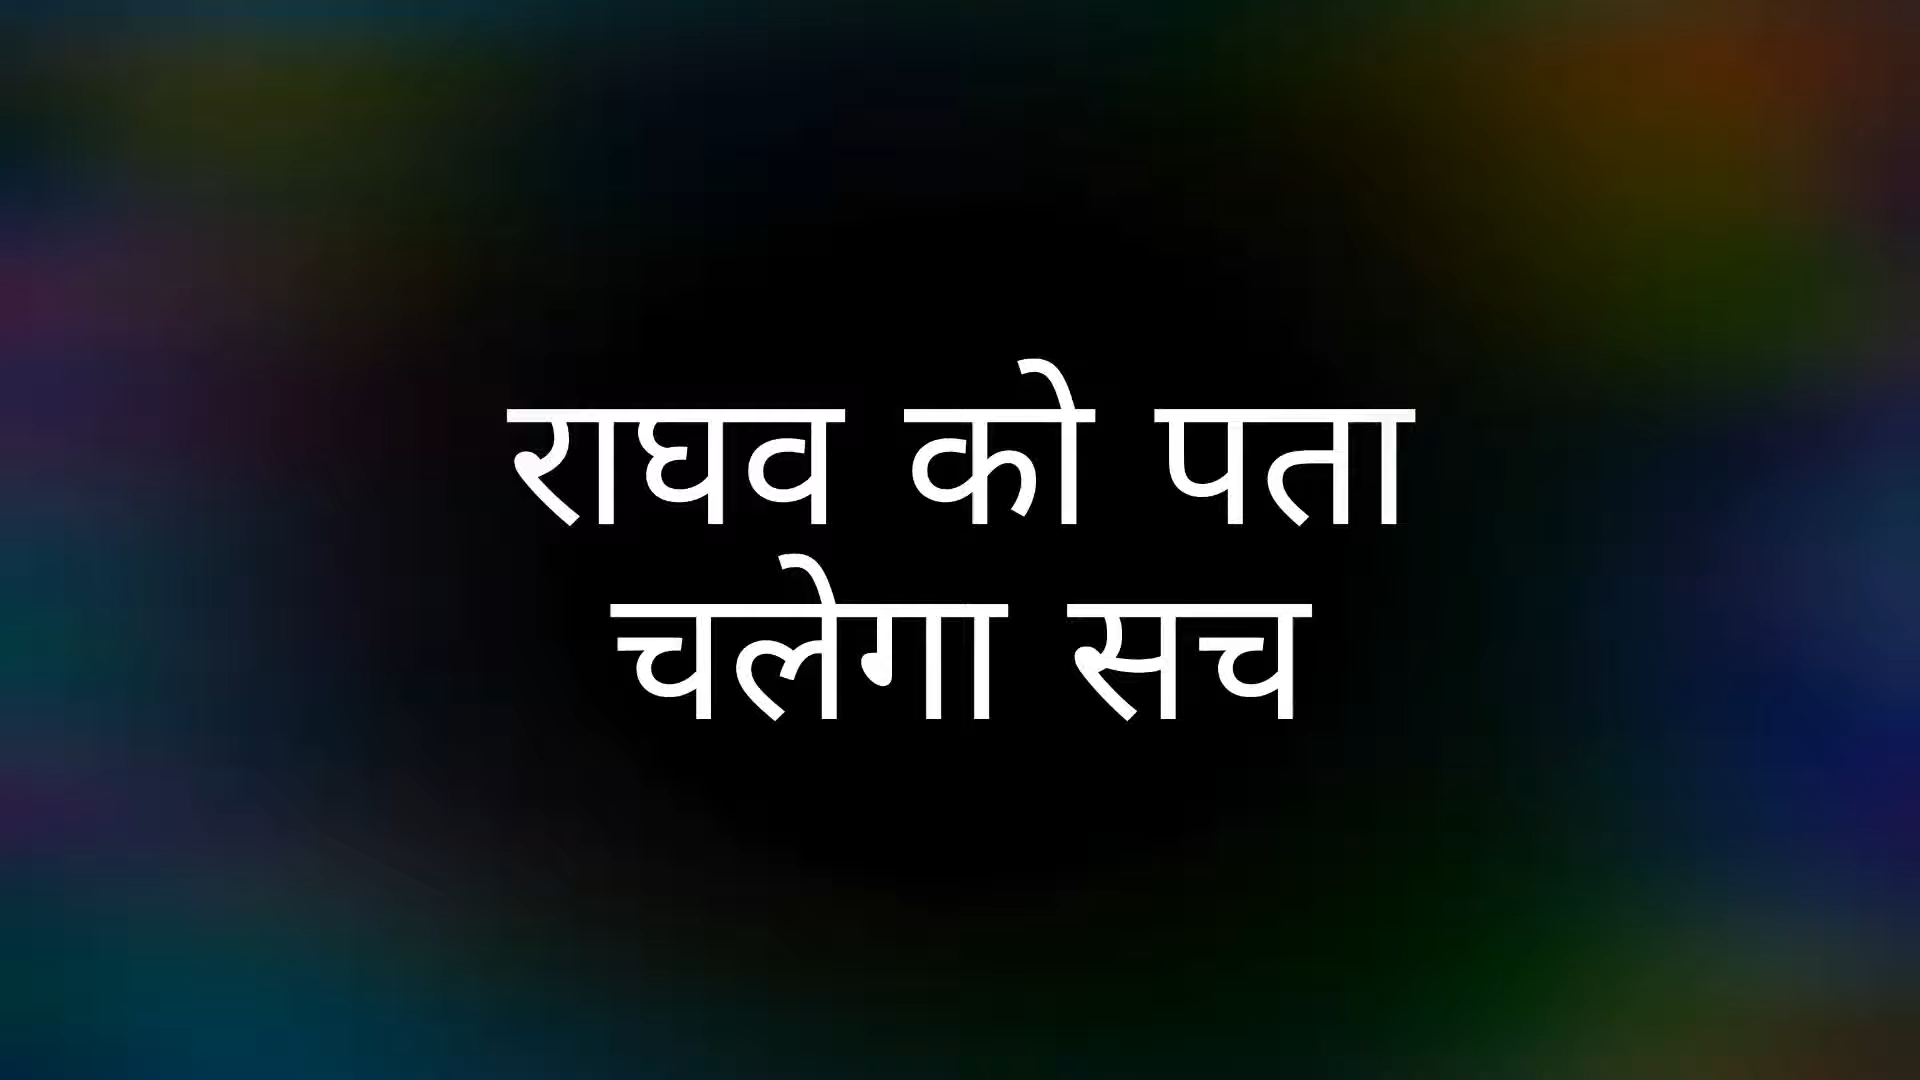 राघव को पता
चलेगा सच